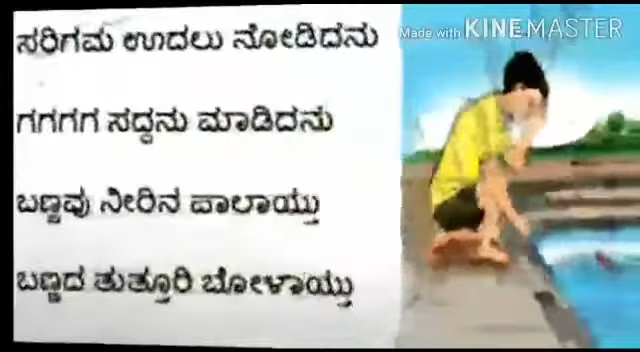 ಸರಿಗಮ ಊದಲು ನೋಡಿದನು
ಗಗಗಗ ಸದ್ದನು ಮಾಡಿದನು
ಬಣ್ಣವು ನೀರಿನ ಪಾಲಾಯ್ತು
ಬಣ್ಣದ ತುತ್ತೂರಿ ಬೋಳಾಯ್ತು
Made with KINEMASTER